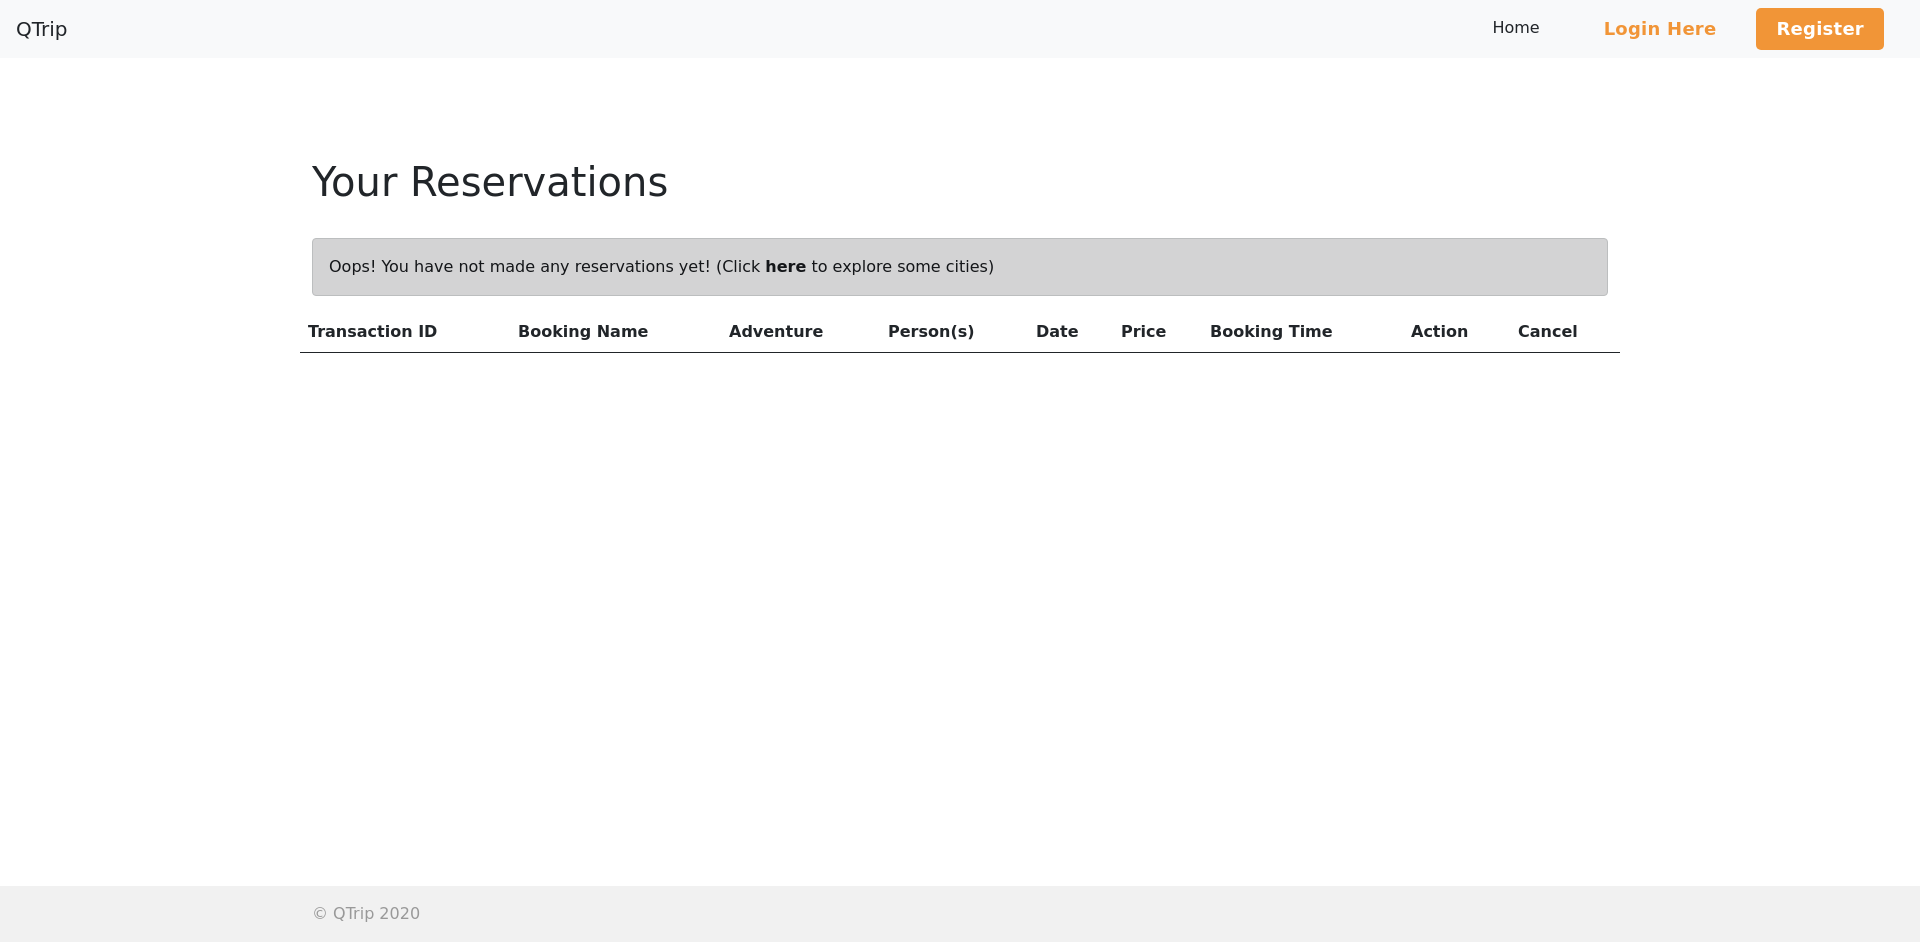 QTrip
Home
Login Here
Register
Your Reservations
Oops! You have not made any reservations yet! (Click here to explore some cities)
Transaction ID Booking Name Adventure Person(s) Date Price Booking Time Action Cancel
© QTrip 2020